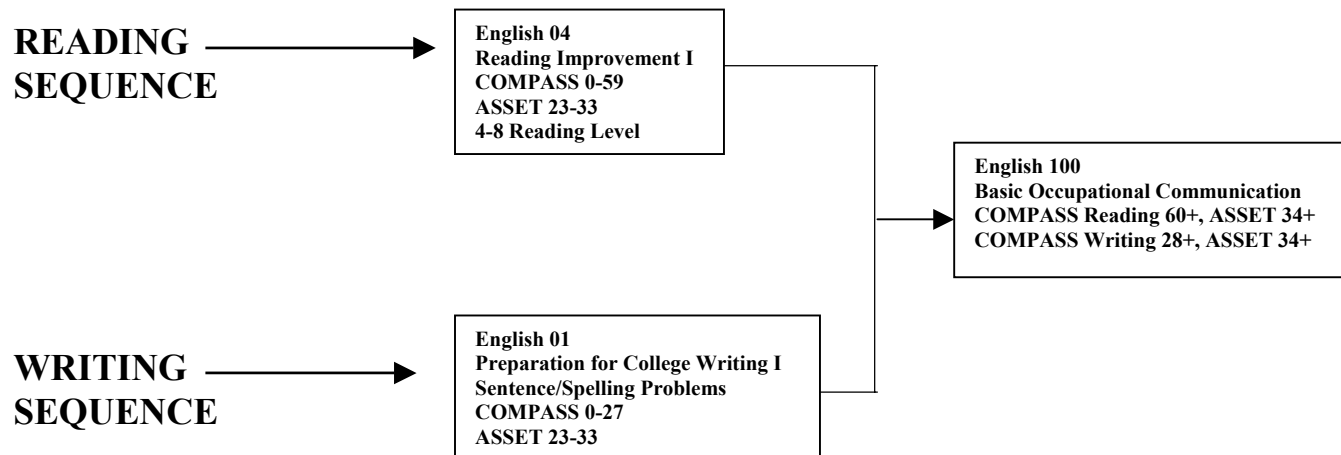 READING
SEQUENCE
English 04
Reading Improvement I
COMPASS 0-59
ASSET 23-33
4-8 Reading Level
English 100
Basic Occupational Communication
COMPASS Reading 60+, ASSET 34+
COMPASS Writing 28+, ASSET 34+
WRITING
SEQUENCE
English 01
Preparation for College Writing I
Sentence/Spelling Problems
COMPASS 0-27
ASSET 23-33